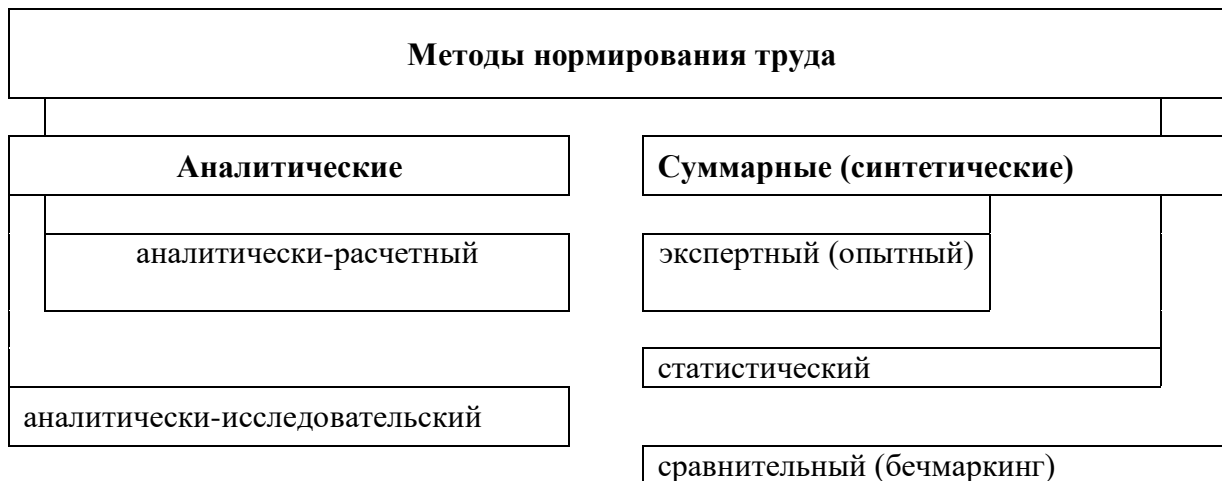 Методы нормирования труда
Аналитические
Суммарные (синтетические)
аналитически-расчетный
экспертный (опытный)
статистический
аналитически-исследовательский
сравнительный (бечмаркинг)